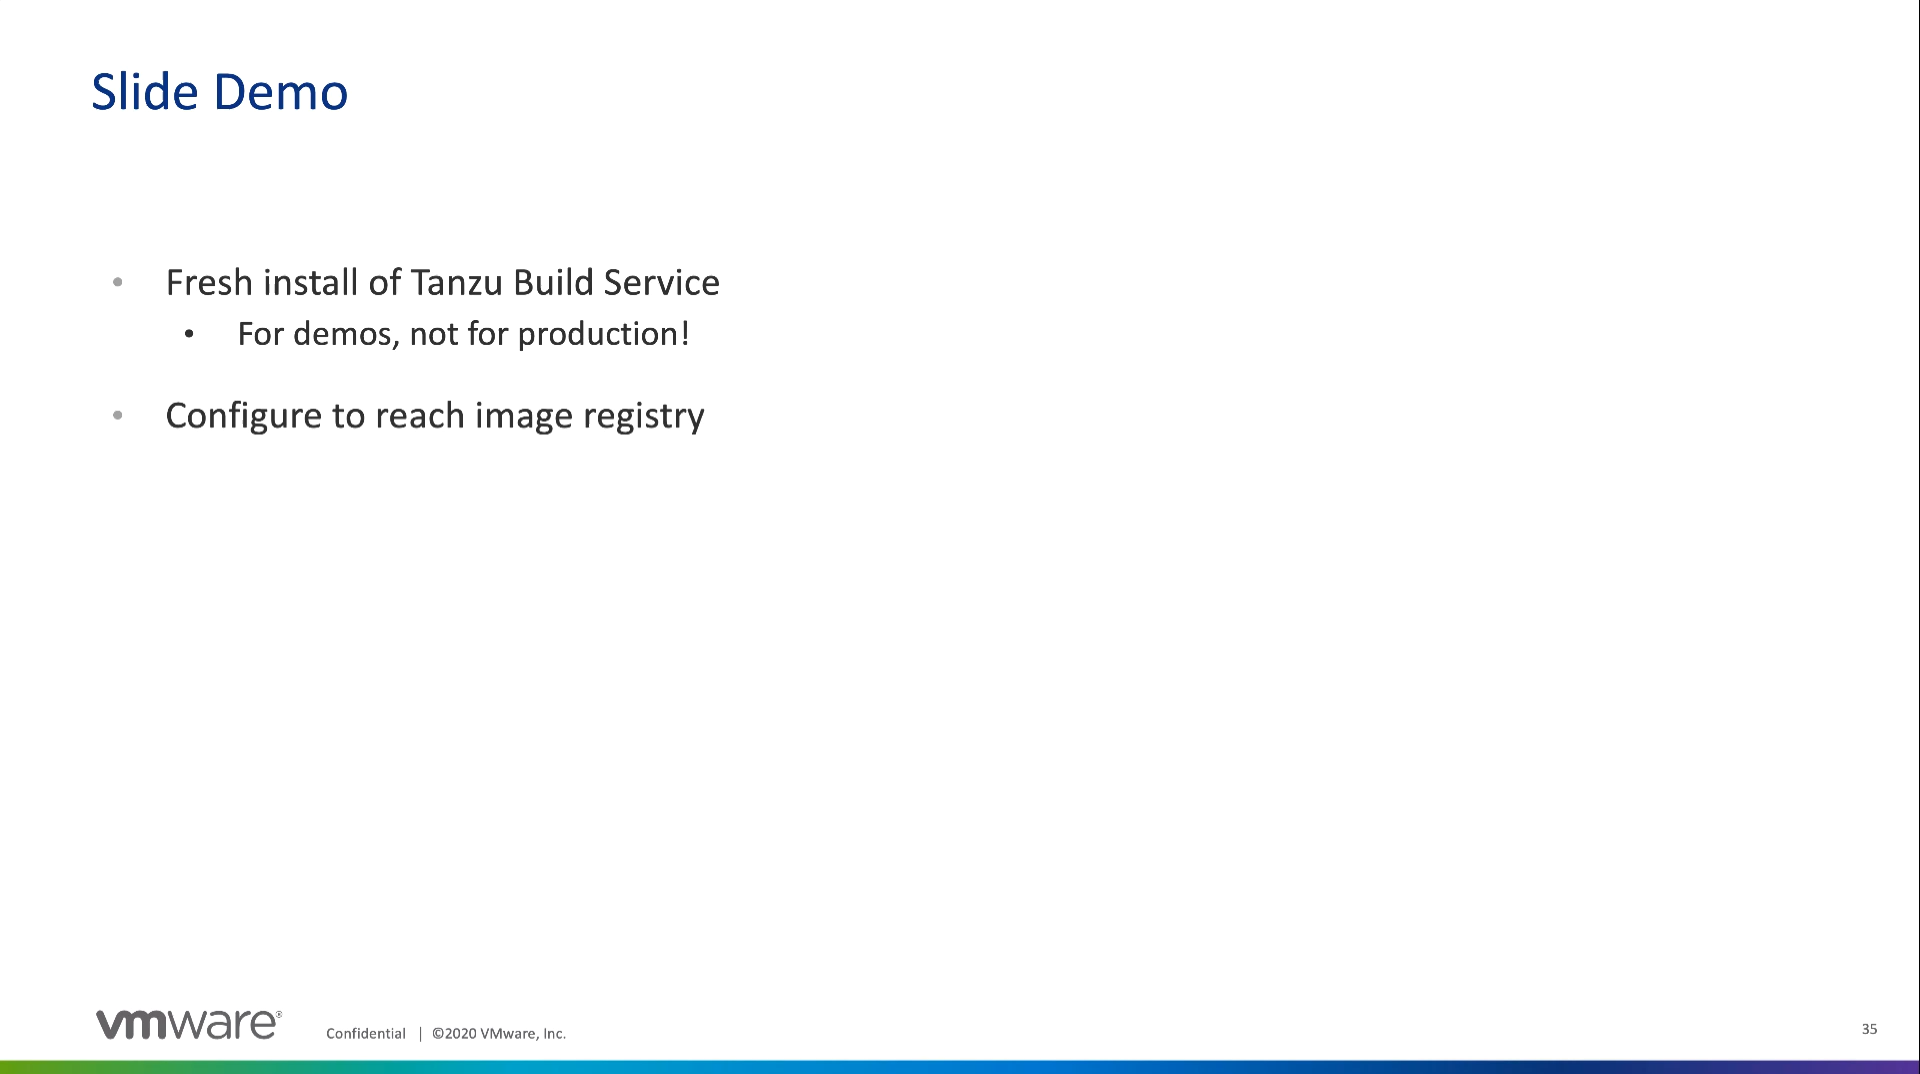 Slide Demo
• Fresh install of Tanzu Build Service
• For demos, not for production!
• Configure to reach image registry
vmware®
Confidential | ©2020 VMware, Inc.
35